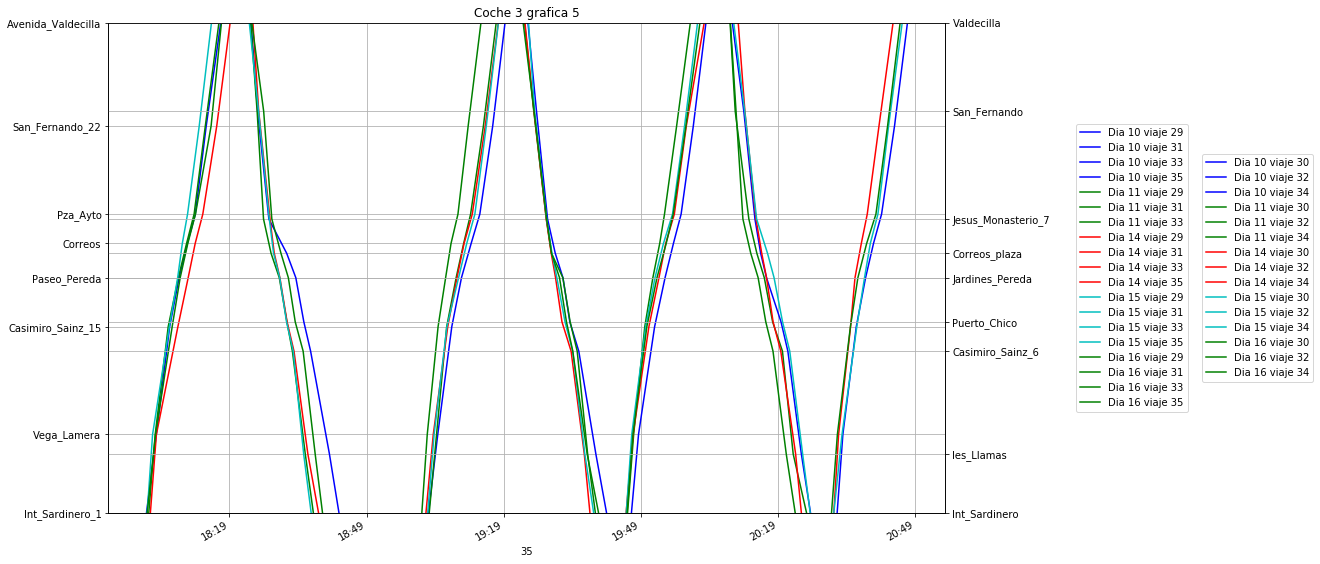 Coche 3 grafica 5
Avenida_Valdecilla
San_Fernando_22
Pza_Ayto
Correos
Paseo_Pereda
Casimiro_Sainz_15
Vega_Lamera
Int_Sardinero_1
Valdecilla
San_Fernando
Jesus_Monasterio_7
Correos_plaza
Jardines_Pereda
Puerto_Chico
Casimiro_Sainz_6
Ies_Llamas
Int_Sardinero
18:19
18:49
19:19
19:49
20:19
20:49
35
Dia 10 viaje 29
Dia 10 viaje 31
Dia 10 viaje 33
Dia 10 viaje 35
Dia 11 viaje 29
Dia 11 viaje 31
Dia 11 viaje 33
Dia 14 viaje 29
Dia 14 viaje 31
Dia 14 viaje 33
Dia 14 viaje 35
Dia 15 viaje 29
Dia 15 viaje 31
Dia 15 viaje 33
Dia 15 viaje 35
Dia 16 viaje 29
Dia 16 viaje 31
Dia 16 viaje 33
Dia 16 viaje 35
Dia 10 viaje 30
Dia 10 viaje 32
Dia 10 viaje 34
Dia 11 viaje 30
Dia 11 viaje 32
Dia 11 viaje 34
Dia 14 viaje 30
Dia 14 viaje 32
Dia 14 viaje 34
Dia 15 viaje 30
Dia 15 viaje 32
Dia 15 viaje 34
Dia 16 viaje 30
Dia 16 viaje 32
Dia 16 viaje 34